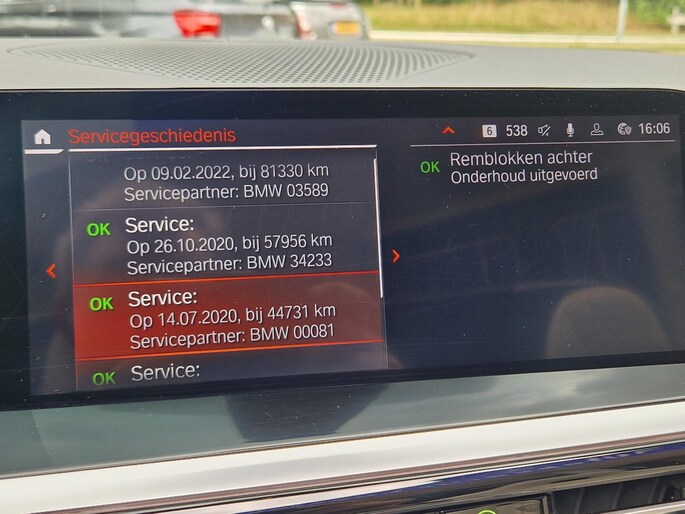 Servicegeschiedenis
6 538 16:06
Op 09.02.2022, bij 81330 km
Servicepartner: BMW 03589
OK Service:
Op 26.10.2020, bij 57956 km
Servicepartner: BMW 34233
OK Service:
Op 14.07.2020, bij 44731 km
Servicepartner: BMW 00081
OK Service:
OK Remblokken achter
Onderhoud uitgevoerd